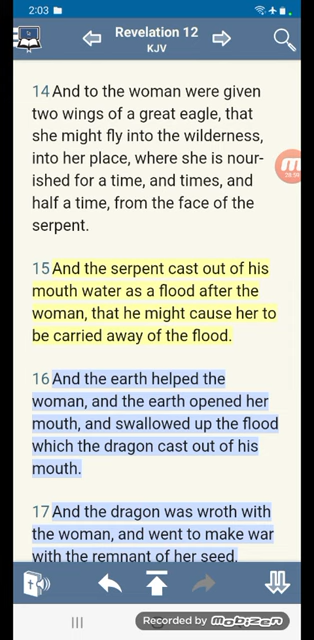 2:03
Revelation 12
KJV
14 And to the woman were given
two wings of a great eagle, that
she might fly into the wilderness,
into her place, where she is nour-
ished for a time, and times, and
half a time, from the face of the
serpent.
15 And the serpent cast out of his
mouth water as a flood after the
woman, that he might cause her to
be carried away of the flood.
16 And the earth helped the
woman, and the earth opened her
mouth, and swallowed up the flood
which the dragon cast out of his
mouth.
17 And the dragon was wroth with
the woman, and went to make war
with the remnant of her seed,
Recorded by Mobizen